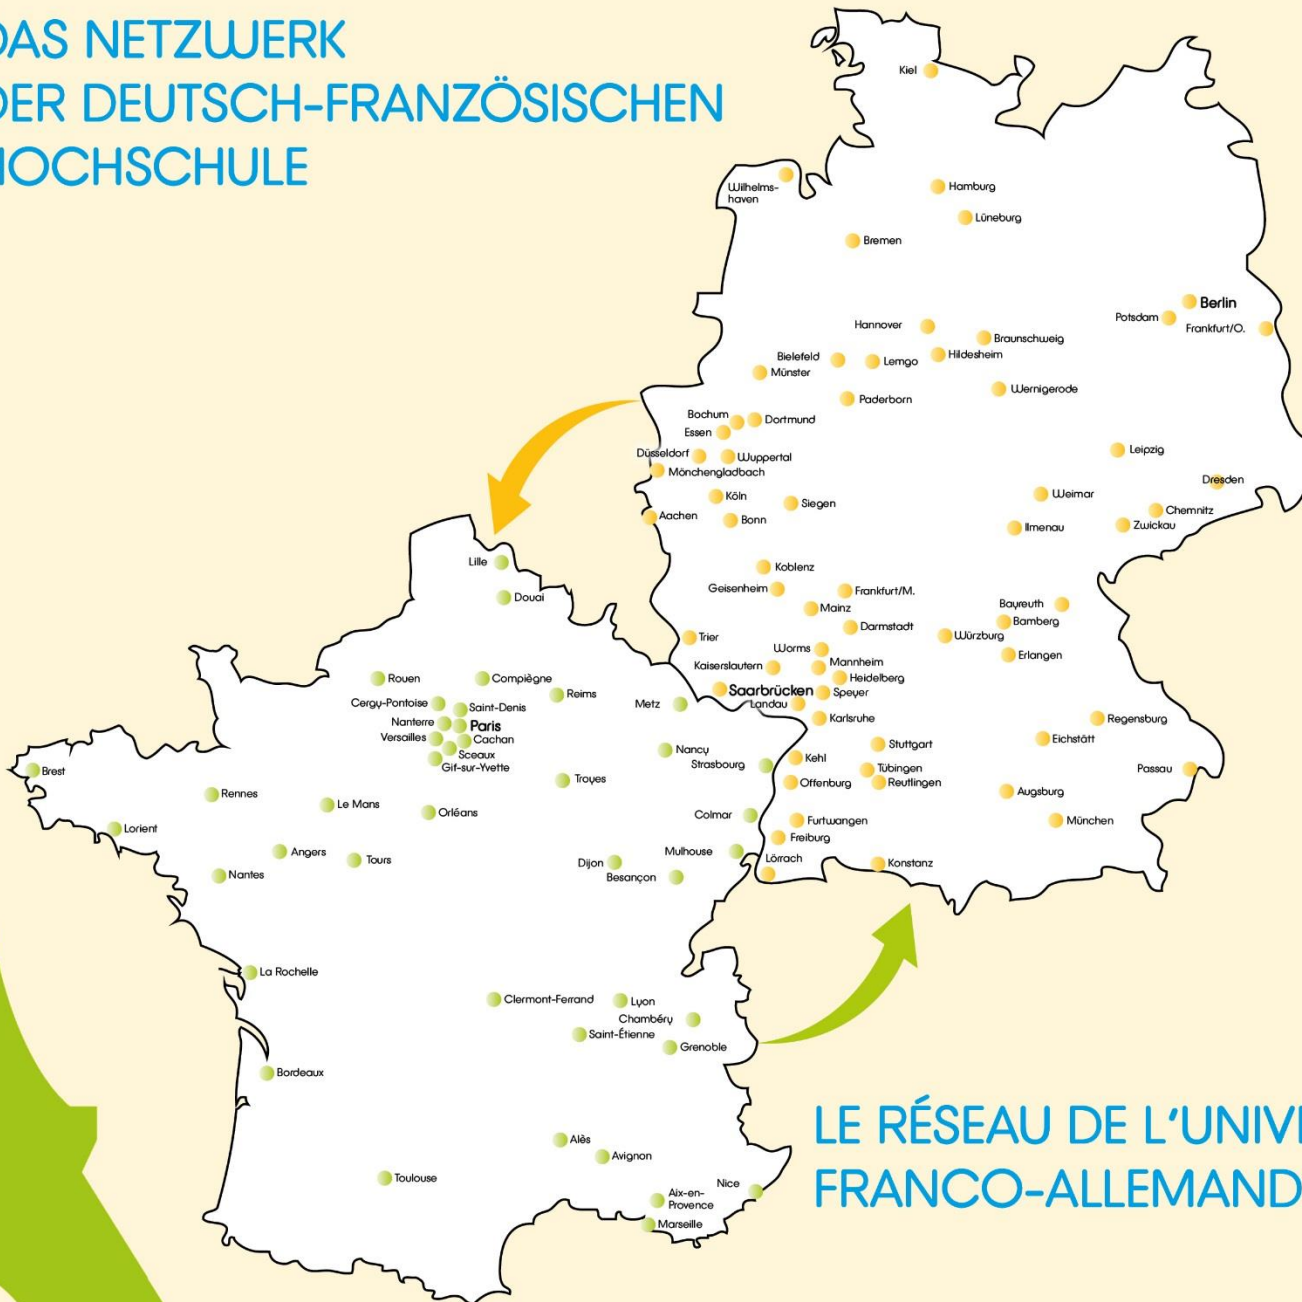 DAS NETZWERK
DER DEUTSCH-FRANZÖSISCHEN
HOCHSCHULE
Kiel
Wilhelms-
haven
Hamburg
Lüneburg
Bremen
Berlin
Potsdam
Frankfurt/O.
Hannover
Braunschweig
Bielefeld
Lemgo
Hildesheim
Münster
Wernigerode
Paderborn
Bochum
Dortmund
Essen
Düsseldorf
Wuppertal
Leipzig
Mönchengladbach
Dresden
Köln
Siegen
Weimar
Chemnitz
Aachen
Bonn
Ilmenau
Zwickau
Koblenz
Geisenheim
Frankfurt/M.
Mainz
Bayreuth
Bamberg
Darmstadt
Trier
Würzburg
Worms
Erlangen
Kaiserslautern
Mannheim
Heidelberg
Saarbrücken
Speyer
Landau
Karlsruhe
Regensburg
Stuttgart
Eichstätt
Kehl
Tübingen
Passau
Offenburg
Reutlingen
Augsburg
Furtwangen
München
Freiburg
Lörrach
Konstanz
Lille
Douai
Rouen
Compiègne
Reims
Cergy-Pontoise
Saint-Denis
Metz
Nanterre
Paris
Versailles
Cachan
Sceaux
Nancy
Gif-sur-Yvette
Strasbourg
Brest
Troyes
Rennes
Le Mans
Orléans
Colmar
Lorient
Angers
Tours
Mulhouse
Dijon
Nantes
Besançon
La Rochelle
Clermont-Ferrand
Lyon
Chambéry
Saint-Étienne
Grenoble
Bordeaux
Alès
Avignon
Toulouse
Nice
Aix-en-
Provence
Marseille
LE RÉSEAU DE L'UNIV
FRANCO-ALLEMAND